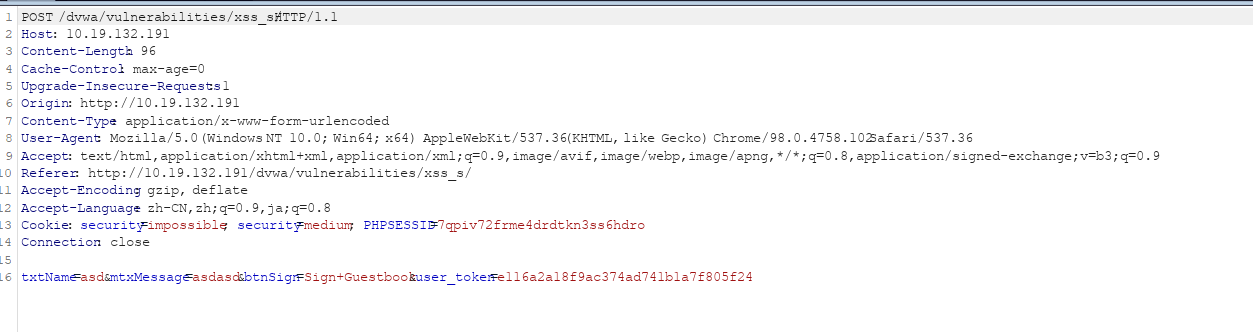 1 POST /dvwa/vulnerabilities/xss_s/ HTTP/1.1
2 Host: 10.19.132.191
3 Content-Length: 96
4 Cache-Control: max-age=0
5 Upgrade-Insecure-Requests: 1
6 Origin: http://10.19.132.191
7 Content-Type: application/x-www-form-urlencoded
8 User-Agent: Mozilla/5.0 (Windows NT 10.0; Win64; x64) AppleWebKit/537.36 (KHTML, like Gecko) Chrome/98.0.4758.102 Safari/537.36
9 Accept: text/html,application/xhtml+xml,application/xml;q=0.9,image/avif,image/webp,image/apng,*/*;q=0.8,application/signed-exchange;v=b3;q=0.9
10 Referer: http://10.19.132.191/dvwa/vulnerabilities/xss_s/
11 Accept-Encoding: gzip, deflate
12 Accept-Language: zh-CN,zh;q=0.9,ja;q=0.8
13 Cookie: security=impossible; security=medium; PHPSESSID=7qpiv72frme4drdtkn3ss6hdro
14 Connection: close
15
16 txtName=asd&mtxMessage=asdasd&btnSign=Sign+Guestbook&user_token=e116a2a18f9ac374ad741b1a7f805f24